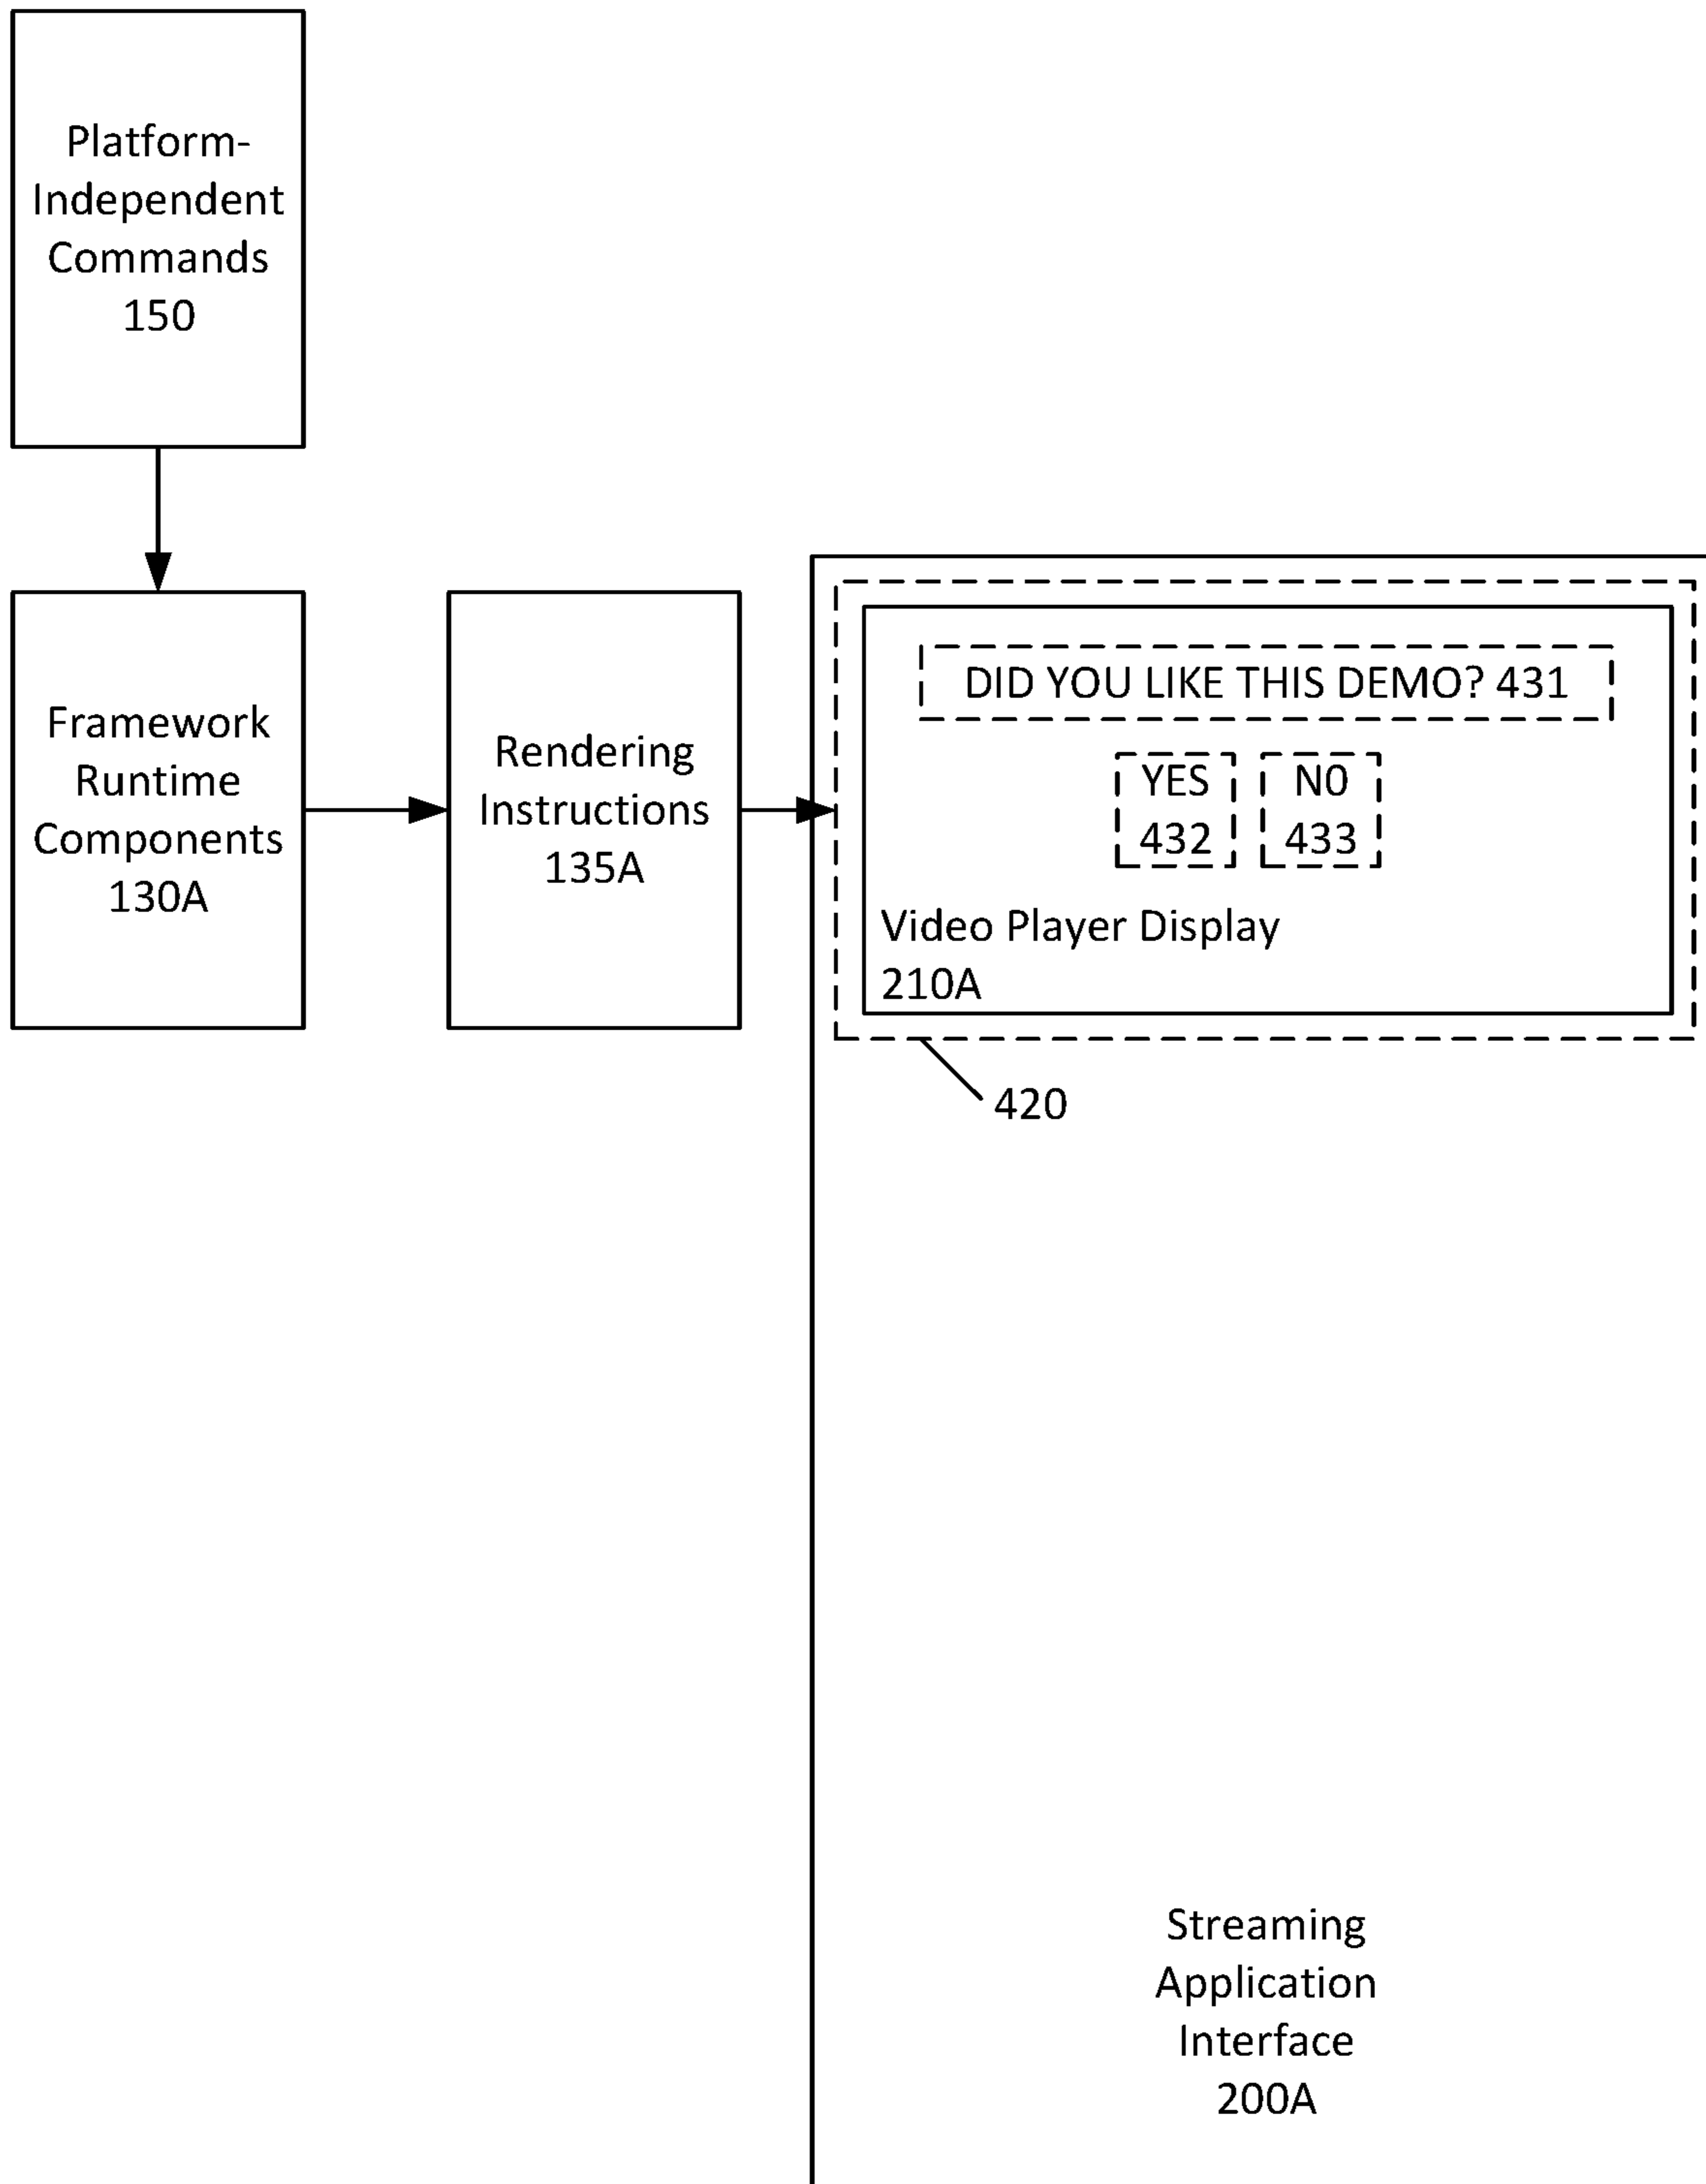 Platform-
Independent
Commands
150
Framework
Runtime
Components
130A
Rendering
Instructions
135A
DID YOU LIKE THIS DEMO? 431
YES
432
NO
433
Video Player Display
210A
420
Streaming
Application
Interface
200A